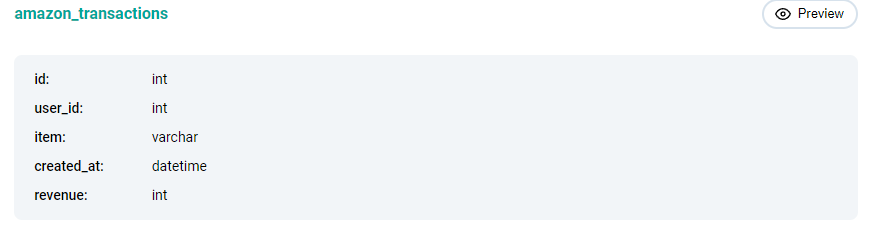 amazon_transactions
Preview
id: int
user_id: int
item: varchar
created_at: datetime
revenue: int